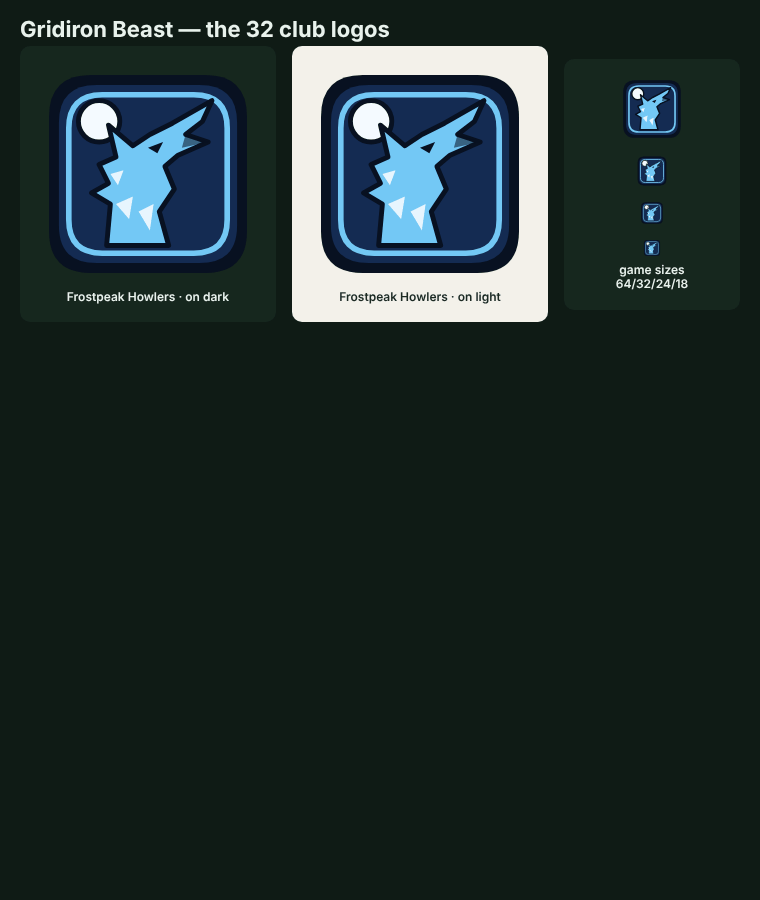 Gridiron Beast — the 32 club logos
Frostpeak Howlers · on dark
Frostpeak Howlers · on light
game sizes
64/32/24/18